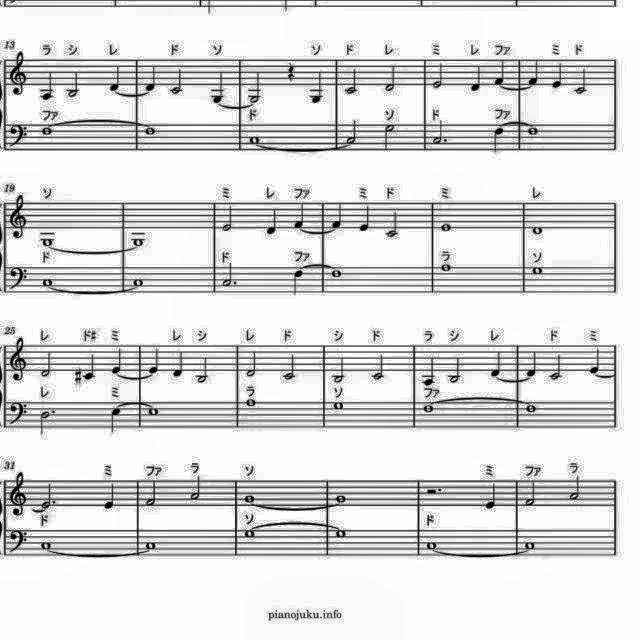 13 ラ シ レ ド ソ ソ ド レ ミ レ ファ ミ ド
ファ ド ソ ド ファ
19 ソ ミ レ ファ ミ ド ミ レ
ド ド ファ ラ ソ
25 レ ド# ミ レ シ レ ド シ ド ラ シ レ ド ミ
レ ミ ラ ソ ファ
31 ミ ファ ラ ソ ミ ファ ラ
ド ソ ド
pianojuku.info